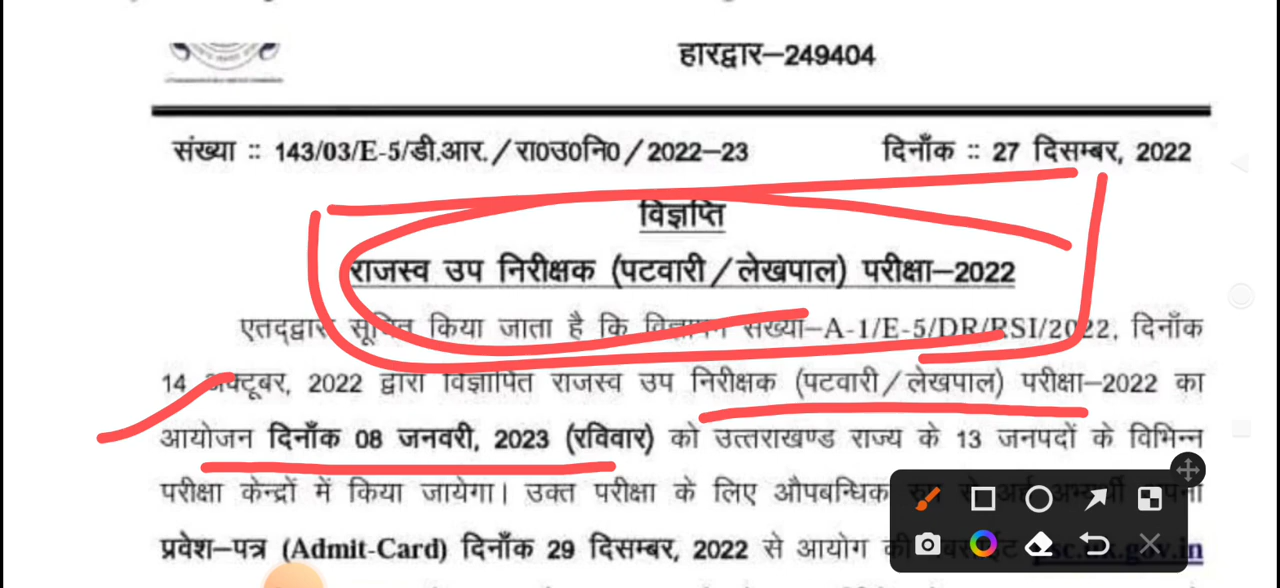 हारद्वार–249404
संख्या :: 143/03/E-5/डी.आर./रा0उ0नि0/2022–23
दिनाँक :: 27 दिसम्बर, 2022
विज्ञप्ति
राजस्व उप निरीक्षक (पटवारी/लेखपाल) परीक्षा–2022
एतद्द्वारा सूचित किया जाता है कि विज्ञापन संख्या–A-1/E-5/DR/RSI/2022, दिनाँक
14 अक्टूबर, 2022 द्वारा विज्ञापित राजस्व उप निरीक्षक (पटवारी/लेखपाल) परीक्षा–2022 का
आयोजन दिनाँक 08 जनवरी, 2023 (रविवार) को उत्तराखण्ड राज्य के 13 जनपदों के विभिन्न
परीक्षा केन्द्रों में किया जायेगा। उक्त परीक्षा के लिए औपबन्धिक
प्रवेश–पत्र (Admit-Card) दिनाँक 29 दिसम्बर, 2022 से आयोग की